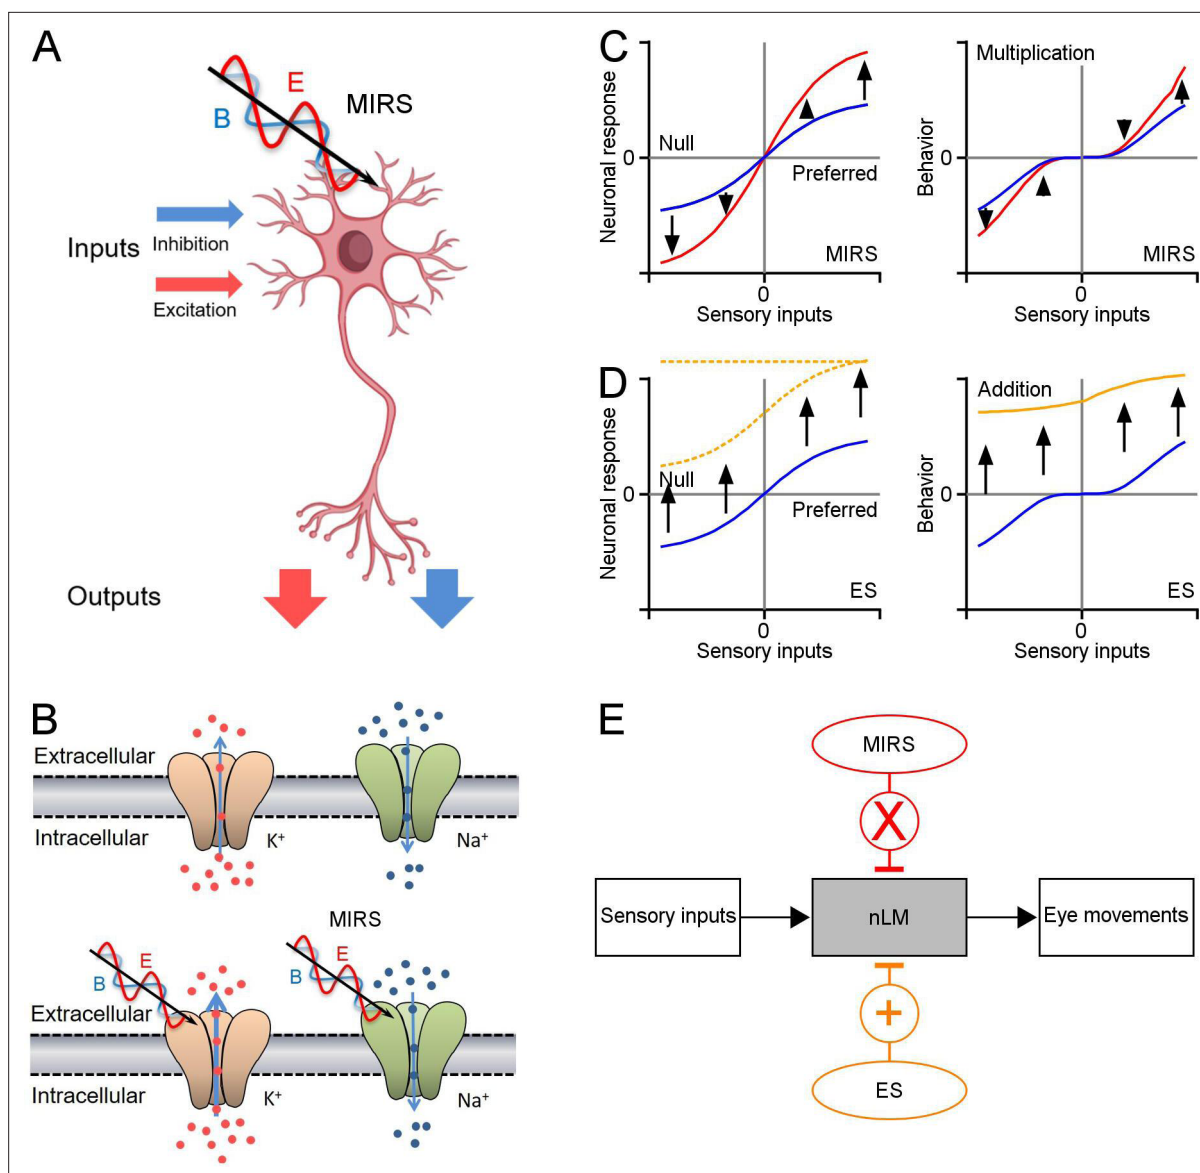 A
E
B
MIRS
Inputs
Inhibition
Excitation
Outputs
B
Extracellular
Intracellular
K⁺
Na⁺
MIRS
E
B
E
B
Extracellular
Intracellular
K⁺
Na⁺
C
Neuronal response
0
Null
Preferred
MIRS
0
Sensory inputs
Multiplication
Behavior
0
MIRS
0
Sensory inputs
D
Neuronal response
0
Null
Preferred
ES
0
Sensory inputs
Addition
Behavior
0
ES
0
Sensory inputs
E
MIRS
X
Sensory inputs
nLM
Eye movements
+
ES